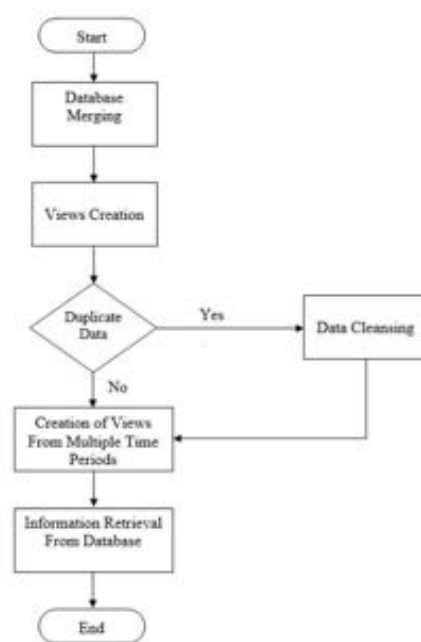 Start
Database
Merging
Views Creation
Duplicate
Data
Yes
Data Cleansing
No
Creation of Views
From Multiple Time
Periods
Information Retrieval
From Database
End